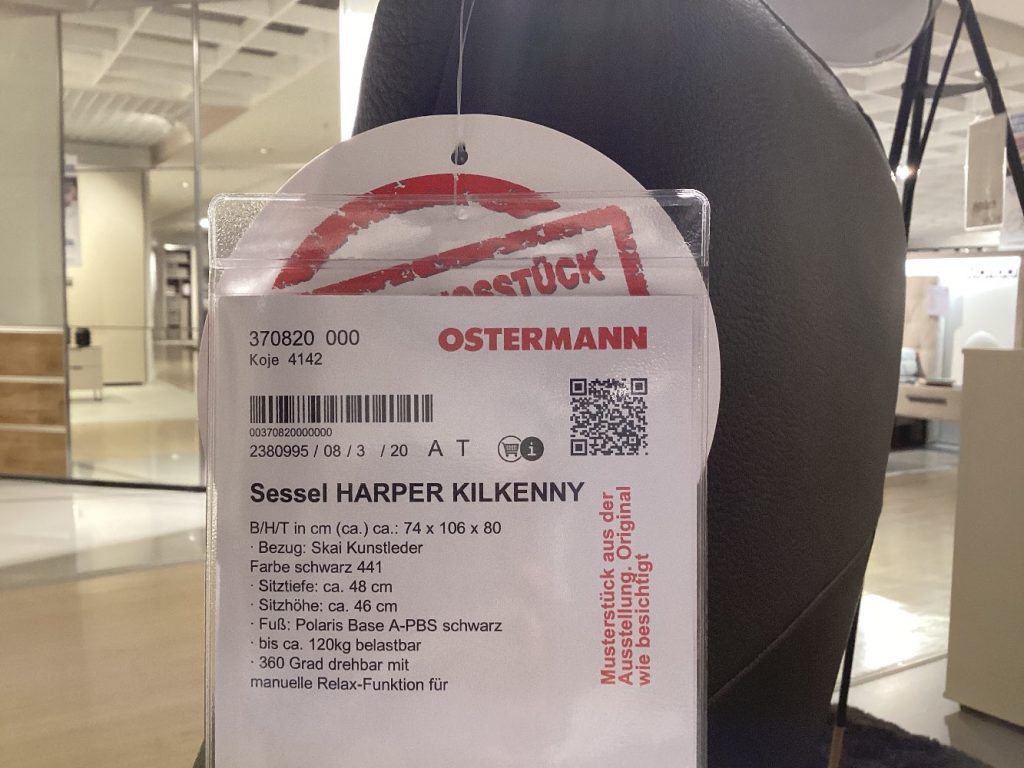 370820 000
Koje 4142
OSTERMANN
00370820000000
2380995 / 08 / 3 / 20 A T
i
Sessel HARPER KILKENNY
B/H/T in cm (ca.) ca.: 74 x 106 x 80
· Bezug: Skai Kunstleder
Farbe schwarz 441
· Sitztiefe: ca. 48 cm
· Sitzhöhe: ca. 46 cm
· Fuß: Polaris Base A-PBS schwarz
· bis ca. 120kg belastbar
· 360 Grad drehbar mit
manuelle Relax-Funktion für
Musterstück aus der
Ausstellung. Original
wie besichtigt